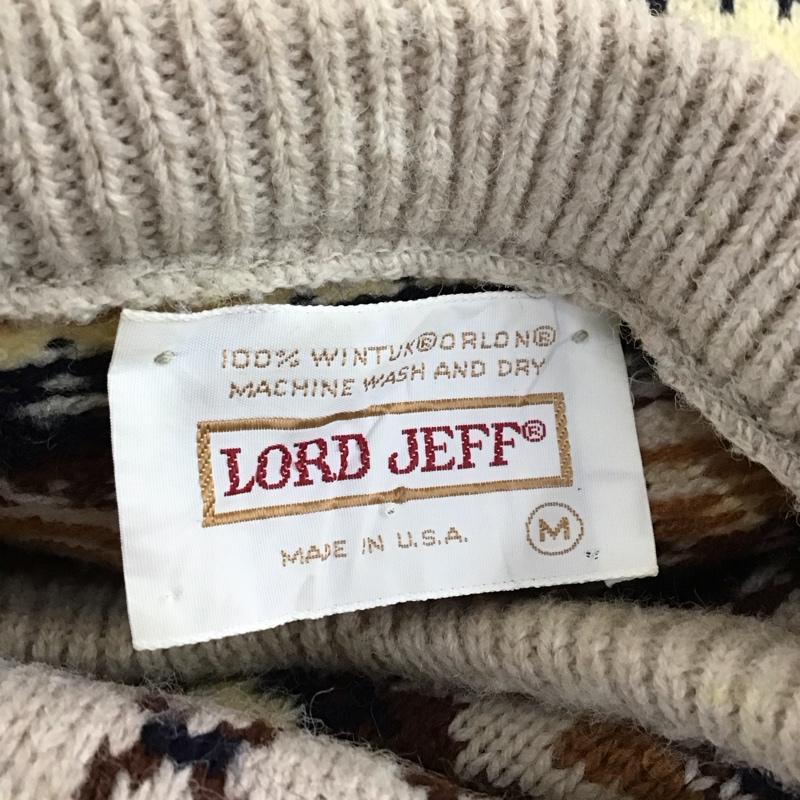 100% WINTUK® ORLON®
MACHINE WASH AND DRY
LORD JEFF®
MADE IN U.S.A.
M